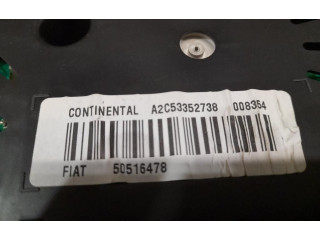 CONTINENTAL A2C53352738 008354
FIAT 50516478